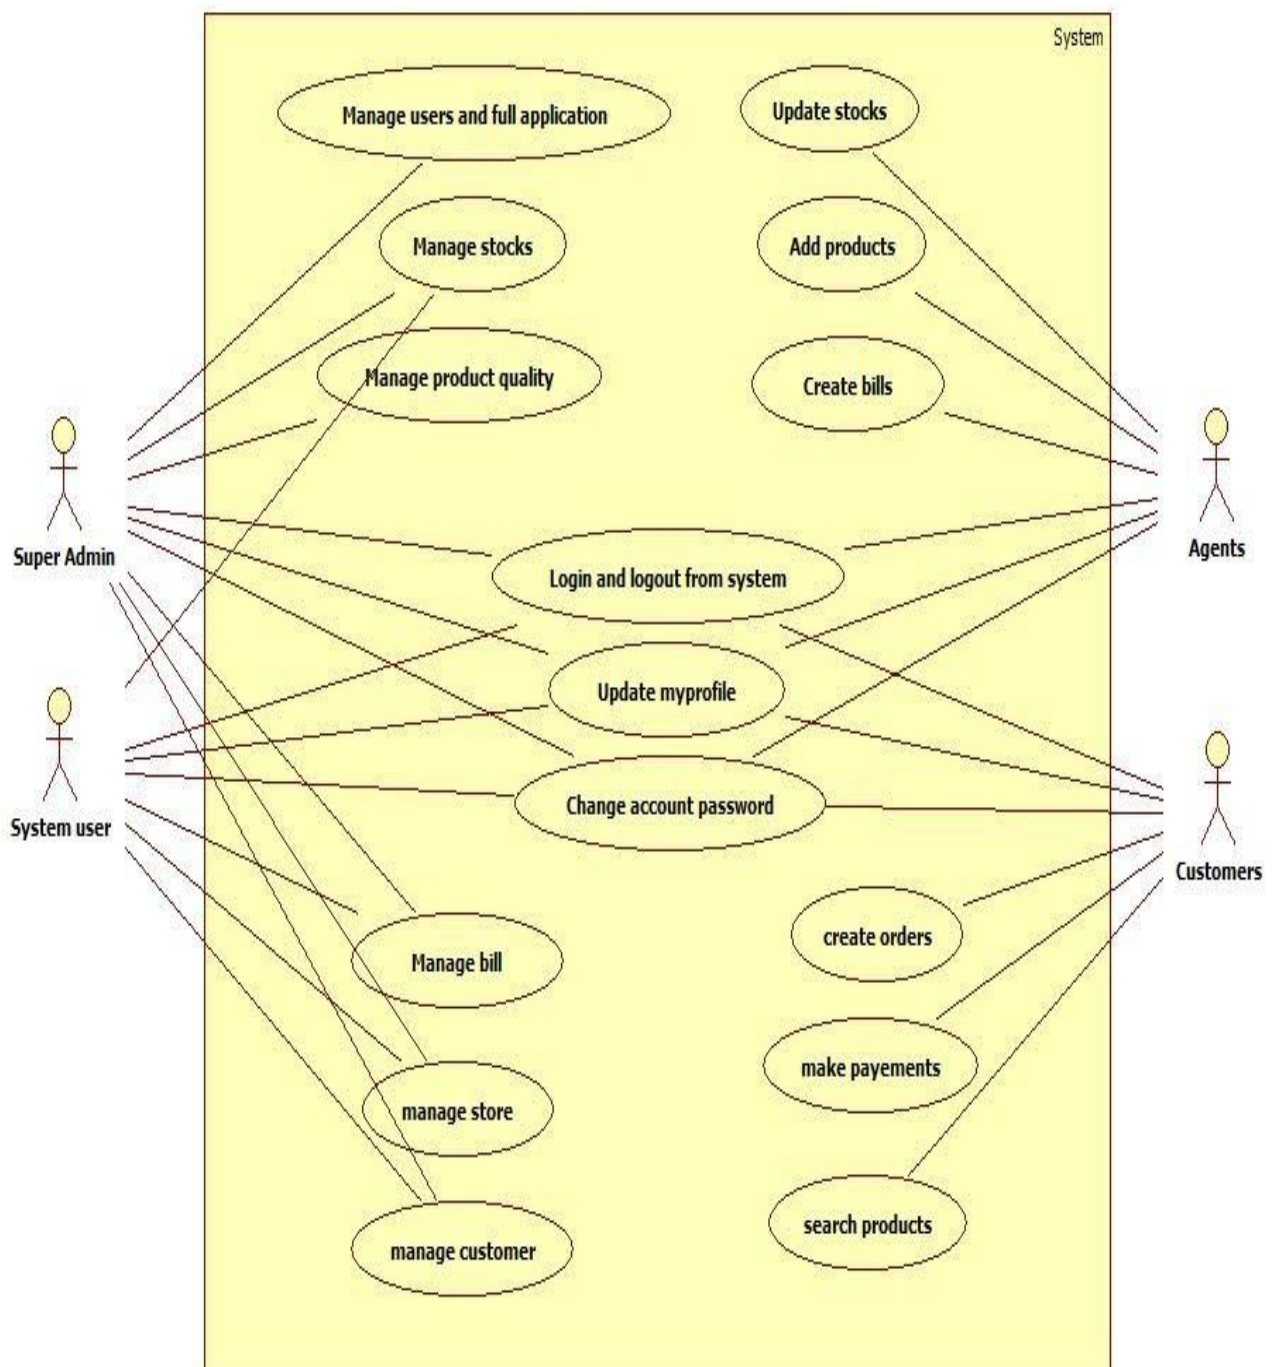 System
Manage users and full application
Update stocks
Manage stocks
Add products
Manage product quality
Create bills
Super Admin
Agents
Login and logout from system
Update myprofile
Change account password
System user
Customers
create orders
Manage bill
make payements
manage store
search products
manage customer